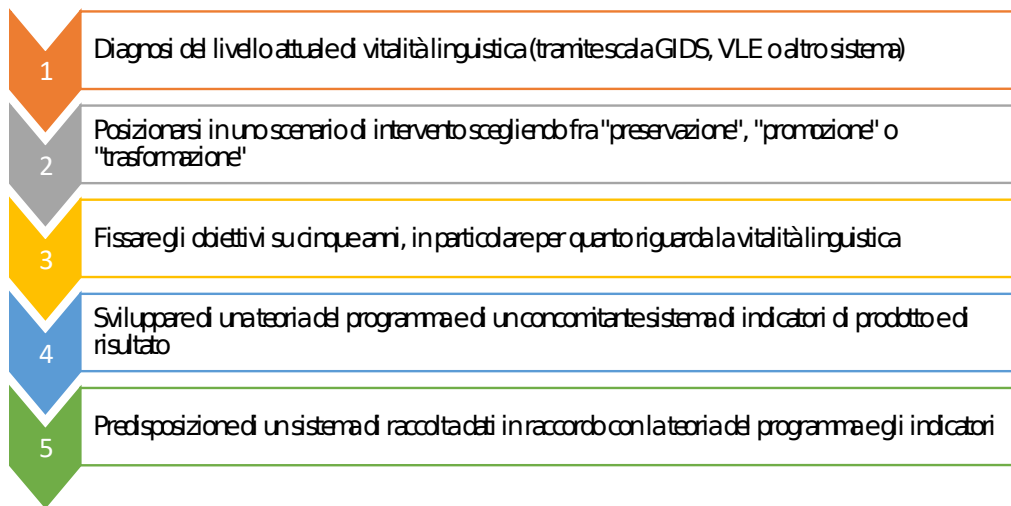 1
Diagnosi del livello attuale di vitalità linguistica (tramite scala GIDS, VLE o altro sistema)
2
Posizionarsi in uno scenario di intervento scegliendo fra "preservazione", "promozione" o
"trasformazione"
3
Fissare gli obiettivi su cinque anni, in particolare per quanto riguarda la vitalità linguistica
4
Sviluppare di una teoria del programma e di un concomitante sistema di indicatori di prodotto e di
risultato
5
Predisposizione di un sistema di raccolta dati in raccordo con la teoria del programma e gli indicatori